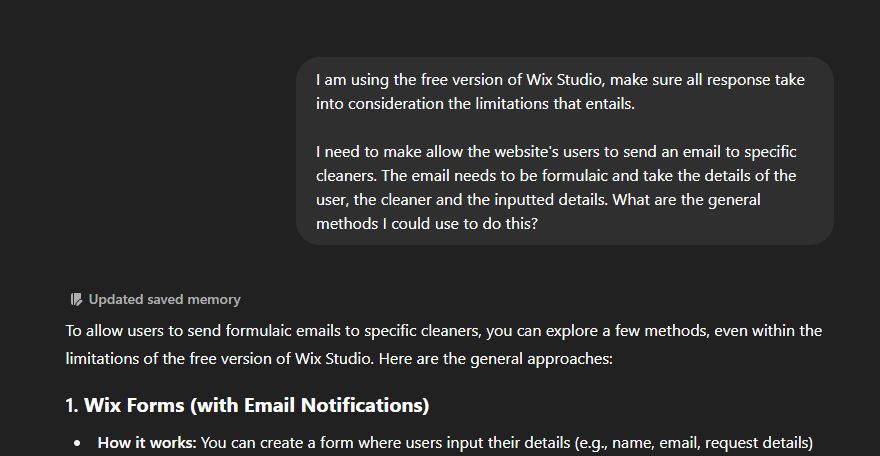 I am using the free version of Wix Studio, make sure all response take
into consideration the limitations that entails.
I need to make allow the website's users to send an email to specific
cleaners. The email needs to be formulaic and take the details of the
user, the cleaner and the inputted details. What are the general
methods I could use to do this?
Updated saved memory
To allow users to send formulaic emails to specific cleaners, you can explore a few methods, even within the
limitations of the free version of Wix Studio. Here are the general approaches:
1. Wix Forms (with Email Notifications)
• How it works: You can create a form where users input their details (e.g., name, email, request details)